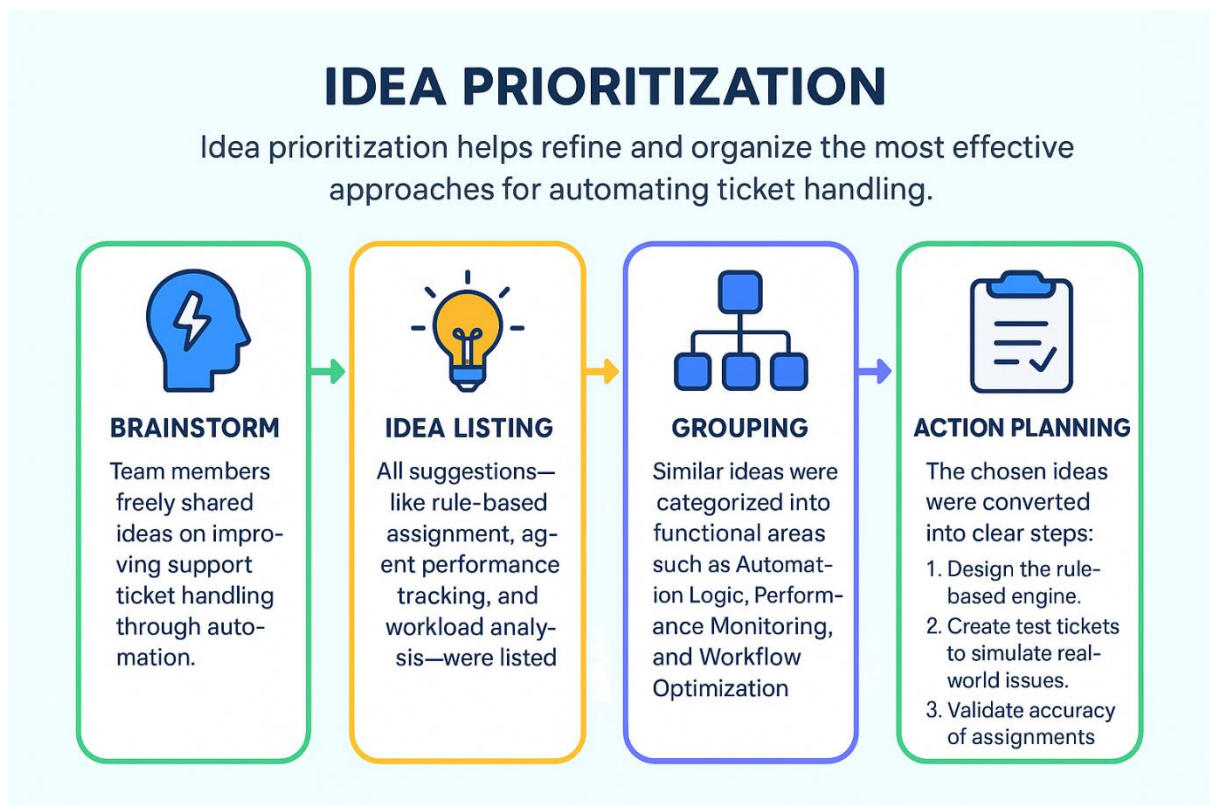 IDEA PRIORITIZATION
Idea prioritization helps refine and organize the most effective
approaches for automating ticket handling.
BRAINSTORM
Team members
freely shared
ideas on impro-
ving support
ticket handling
through auto-
mation.
IDEA LISTING
All suggestions—
like rule-based
assignment, ag-
ent performance
tracking, and
workload analy-
sis—were listed
GROUPING
Similar ideas were
categorized into
functional areas
such as Automat-
ion Logic, Perform-
ance Monitoring,
and Workflow
Optimization
ACTION PLANNING
The chosen ideas
were converted
into clear steps:
1. Design the rule-
based engine.
2. Create test tickets
to simulate real-
world issues.
3. Validate accuracy
of assignments